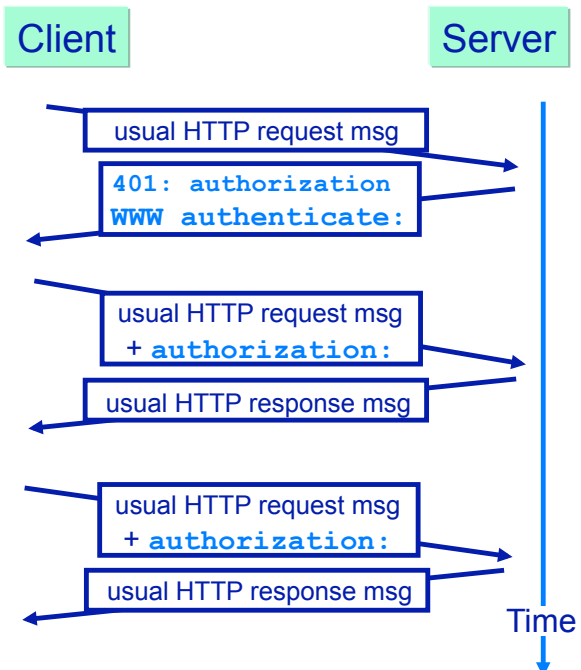 Client
Server
usual HTTP request msg
401: authorization
WWW authenticate:
usual HTTP request msg
+ authorization:
usual HTTP response msg
usual HTTP request msg
+ authorization:
usual HTTP response msg
Time